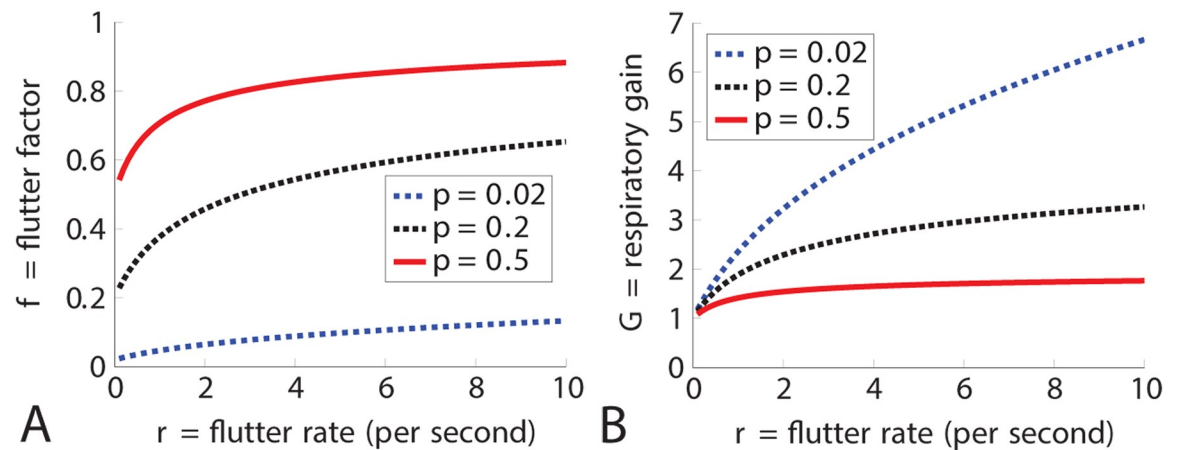 1
0.8
0.6
0.4
0.2
0
f = flutter factor
p = 0.02
p = 0.2
p = 0.5
0 2 4 6 8 10
r = flutter rate (per second)
A
7
6
5
4
3
2
1
0
G = respiratory gain
p = 0.02
p = 0.2
p = 0.5
0 2 4 6 8 10
r = flutter rate (per second)
B